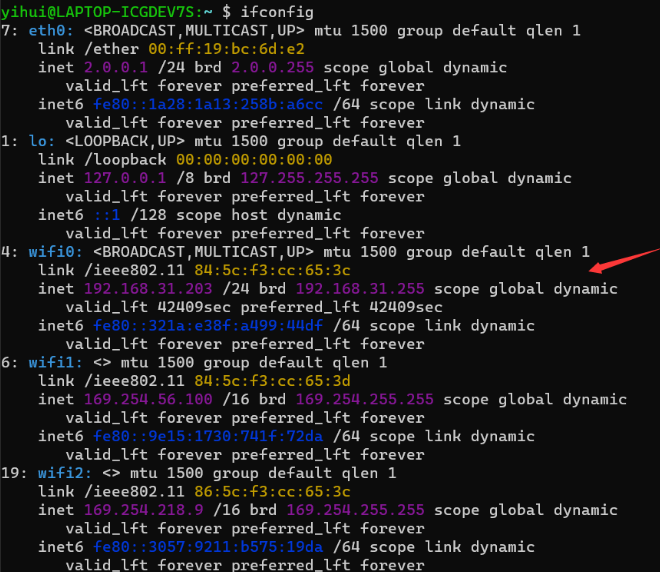 yihui@LAPTOP-ICGDEV7S:~ $ ifconfig
7: eth0: <BROADCAST,MULTICAST,UP> mtu 1500 group default qlen 1
link /ether 00:ff:19:bc:6d:e2
inet 2.0.0.1 /24 brd 2.0.0.255 scope global dynamic
valid_lft forever preferred_lft forever
inet6 fe80::1a28:1a13:258b:a6cc /64 scope link dynamic
valid_lft forever preferred_lft forever
1: lo: <LOOPBACK,UP> mtu 1500 group default qlen 1
link /loopback 00:00:00:00:00:00
inet 127.0.0.1 /8 brd 127.255.255.255 scope global dynamic
valid_lft forever preferred_lft forever
inet6 ::1 /128 scope host dynamic
valid_lft forever preferred_lft forever
4: wifi0: <BROADCAST,MULTICAST,UP> mtu 1500 group default qlen 1
link /ieee802.11 84:5c:f3:cc:65:3c
inet 192.168.31.203 /24 brd 192.168.31.255 scope global dynamic
valid_lft 42409sec preferred_lft 42409sec
inet6 fe80::321a:e38f:a499:44df /64 scope link dynamic
valid_lft forever preferred_lft forever
6: wifi1: <> mtu 1500 group default qlen 1
link /ieee802.11 84:5c:f3:cc:65:3d
inet 169.254.56.100 /16 brd 169.254.255.255 scope global dynamic
valid_lft forever preferred_lft forever
inet6 fe80::9e15:1730:741f:72da /64 scope link dynamic
valid_lft forever preferred_lft forever
19: wifi2: <> mtu 1500 group default qlen 1
link /ieee802.11 86:5c:f3:cc:65:3c
inet 169.254.218.9 /16 brd 169.254.255.255 scope global dynamic
valid_lft forever preferred_lft forever
inet6 fe80::3057:9211:b575:19da /64 scope link dynamic
valid_lft forever preferred_lft forever